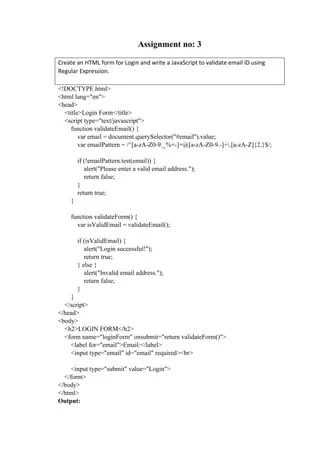 Assignment no: 3
Create an HTML form for Login and write a JavaScript to validate email ID using
Regular Expression.
<!DOCTYPE html>
<html lang="en">
<head>
<title>Login Form</title>
<script type="text/javascript">
function validateEmail() {
var email = document.querySelector("#email").value;
var emailPattern = /^[a-zA-Z0-9._%+-]+@[a-zA-Z0-9.-]+\.[a-zA-Z]{2,}$/;
if (!emailPattern.test(email)) {
alert("Please enter a valid email address.");
return false;
}
return true;
}
function validateForm() {
var isValidEmail = validateEmail();
if (isValidEmail) {
alert("Login successful!");
return true;
} else {
alert("Invalid email address.");
return false;
}
}
</script>
</head>
<body>
<h2>LOGIN FORM</h2>
<form name="loginForm" onsubmit="return validateForm()">
<label for="email">Email:</label>
<input type="email" id="email" required><br>
<input type="submit" value="Login">
</form>
</body>
</html>
Output: